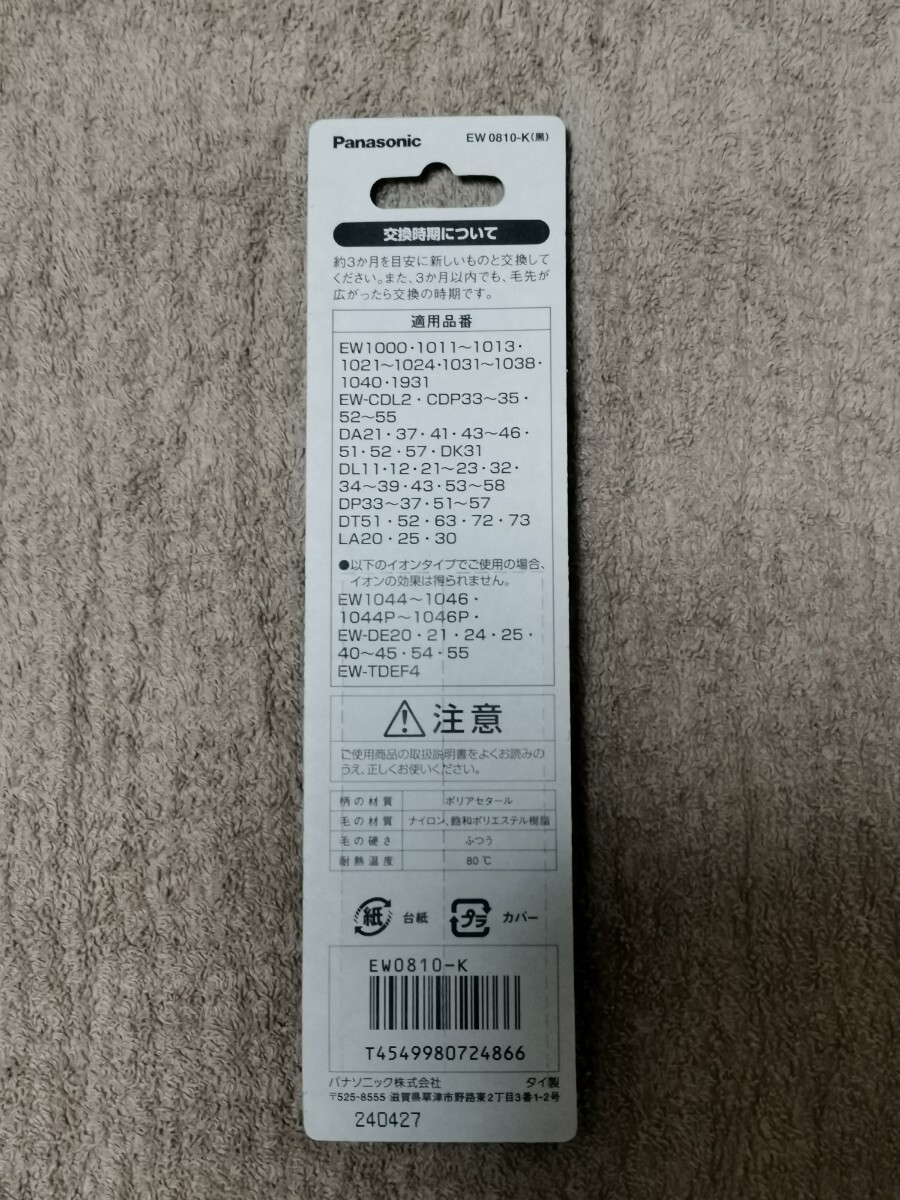 Panasonic EW 0810-K(黒)
交換時期について
約3か月を目安に新しいものと交換して
ください。また、3か月以内でも、毛先が
広がったら交換の時期です。
適用品番
EW1000・1011〜1013・
1021〜1024・1031〜1038・
1040・1931
EW-CDL2・CDP33〜35・
52〜55
DA21・37・41・43〜46・
51・52・57・DK31
DL11・12・21〜23・32・
34〜39・43・53〜58
DP33〜37・51〜57
DT51・52・63・72・73
LA20・25・30
●以下のイオンタイプでご使用の場合、
イオンの効果は得られません。
EW1044〜1046・
1044P〜1046P・
EW-DE20・21・24・25・
40〜45・54・55
EW-TDEF4
注意
ご使用商品の取扱説明書をよくお読みの
うえ、正しくお使いください。
柄の材質 ポリアセタール
毛の材質 ナイロン、飽和ポリエステル樹脂
毛の硬さ ふつう
耐熱温度 80℃
紙 台紙 プラ カバー
EW0810-K
T4549980724866
パナソニック株式会社 タイ製
〒525-8555 滋賀県草津市野路東2丁目3番1-2号
240427